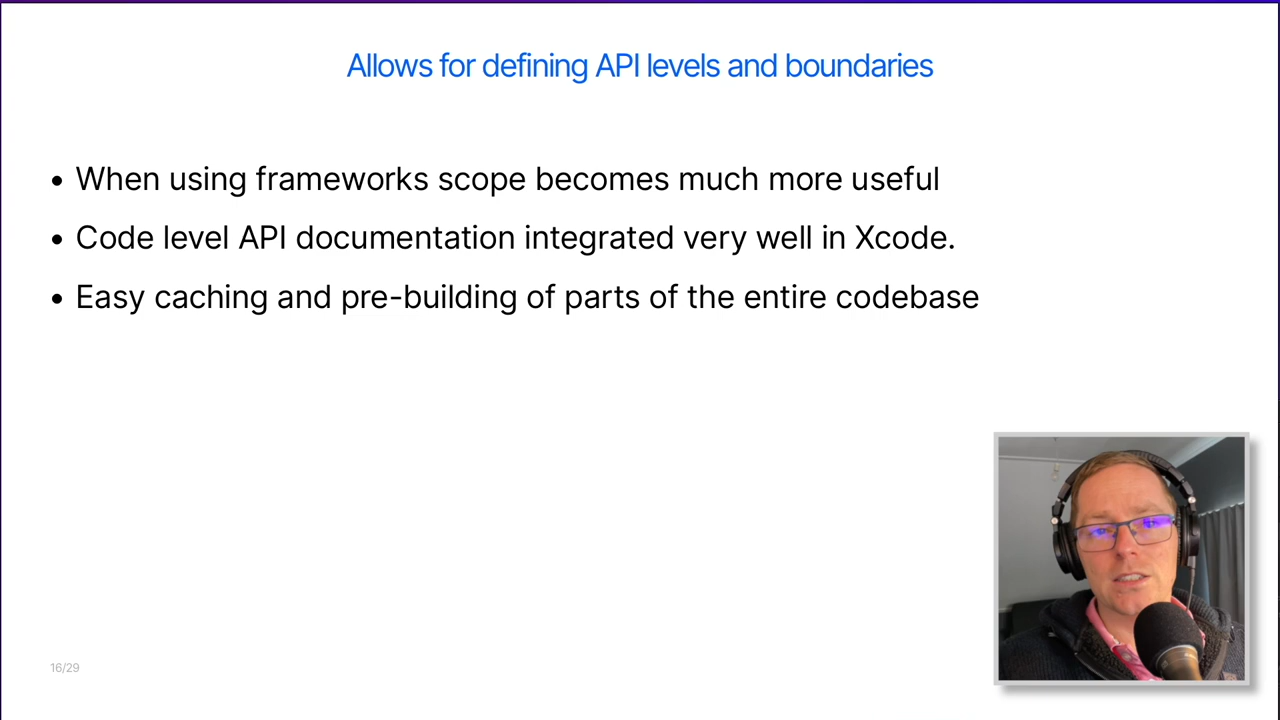 Allows for defining API levels and boundaries
• When using frameworks scope becomes much more useful
• Code level API documentation integrated very well in Xcode.
• Easy caching and pre-building of parts of the entire codebase
16/29